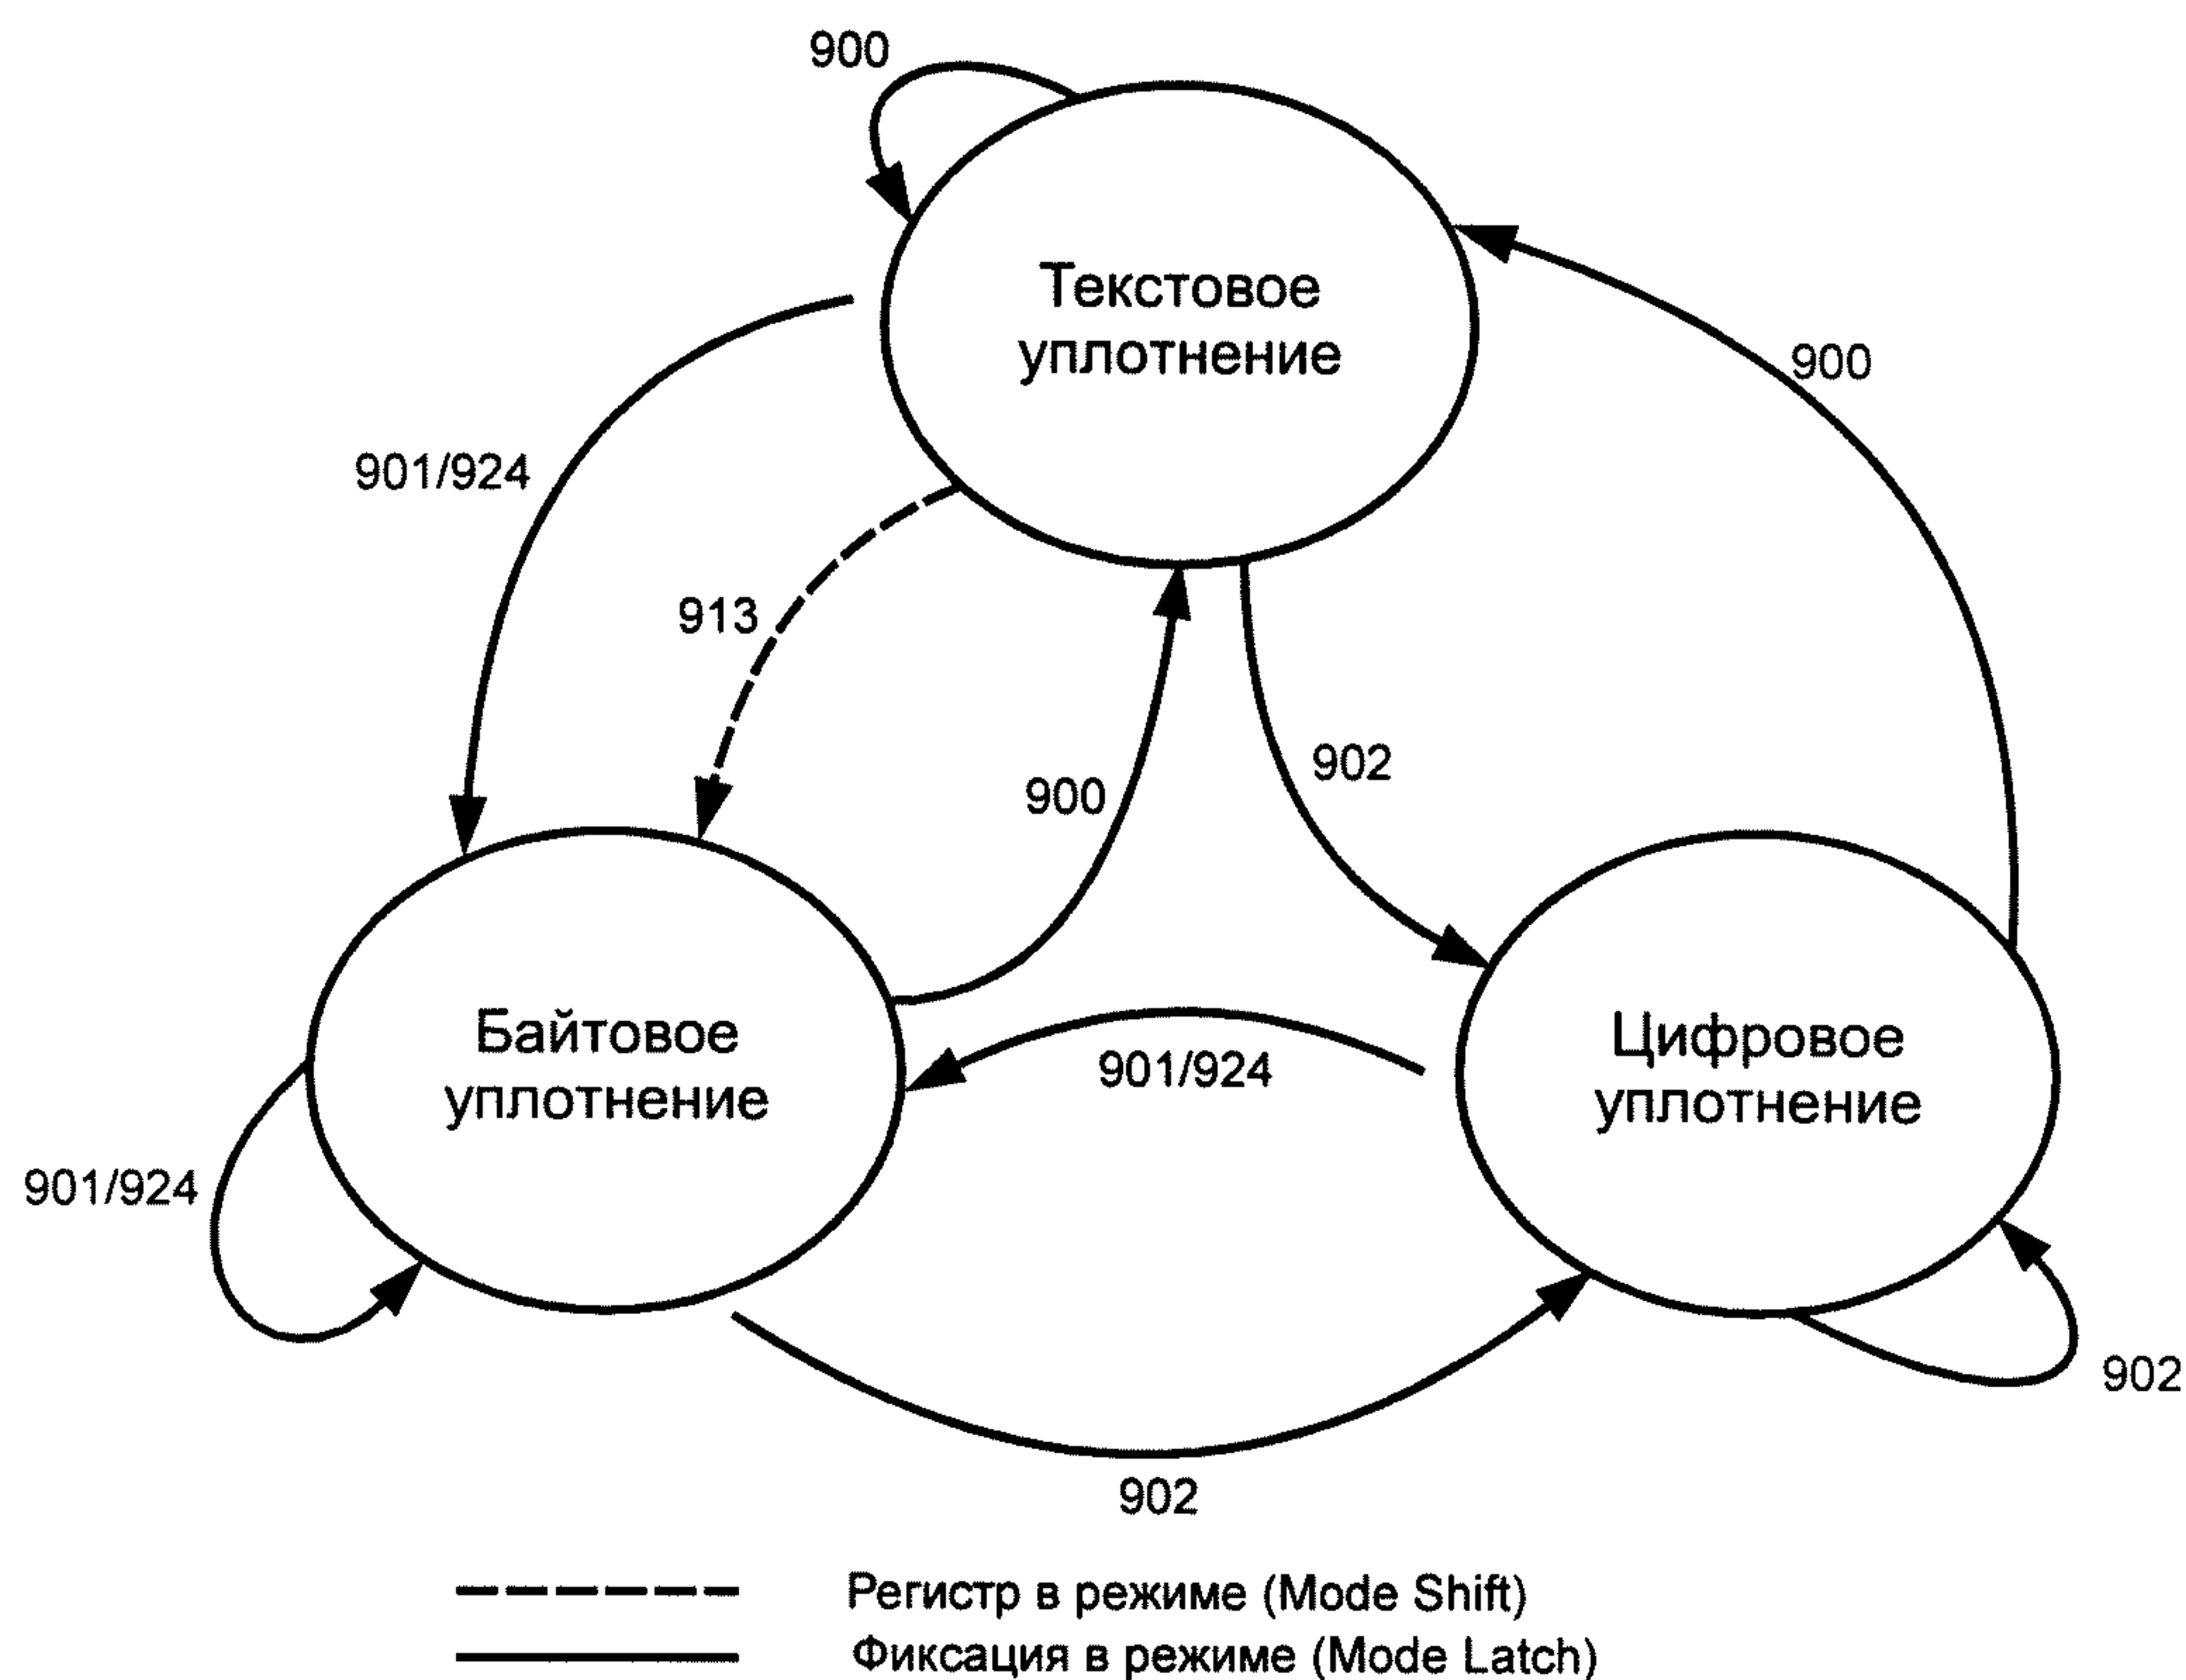 900
Текстовое
уплотнение
900
901/924
913
902
900
Байтовое
уплотнение
Цифровое
уплотнение
901/924
901/924
902
902
Регистр в режиме (Mode Shift)
Фиксация в режиме (Mode Latch)